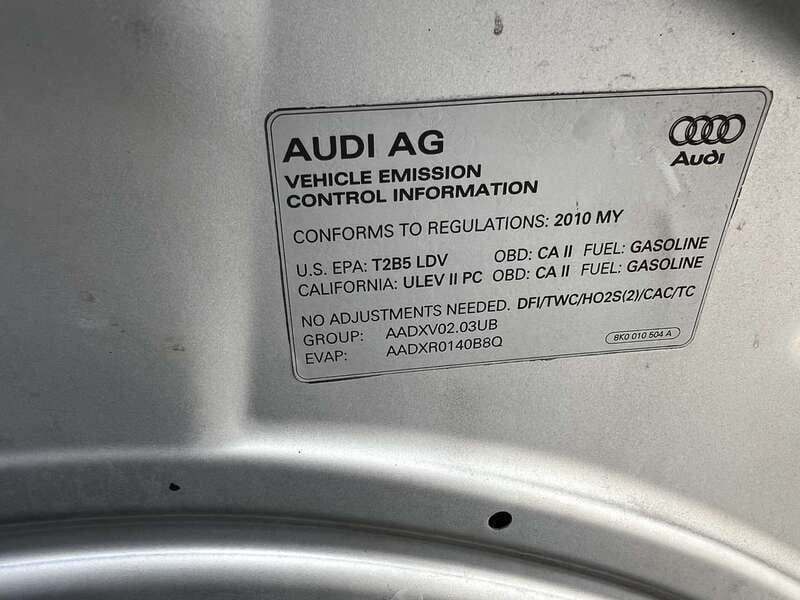 AUDI AG
Audi
VEHICLE EMISSION
CONTROL INFORMATION
CONFORMS TO REGULATIONS: 2010 MY
U.S. EPA: T2B5 LDV OBD: CA II FUEL: GASOLINE
CALIFORNIA: ULEV II PC OBD: CA II FUEL: GASOLINE
NO ADJUSTMENTS NEEDED. DFI/TWC/HO2S(2)/CAC/TC
GROUP: AADXV02.03UB
EVAP: AADXR0140B8Q
8K0 010 504 A